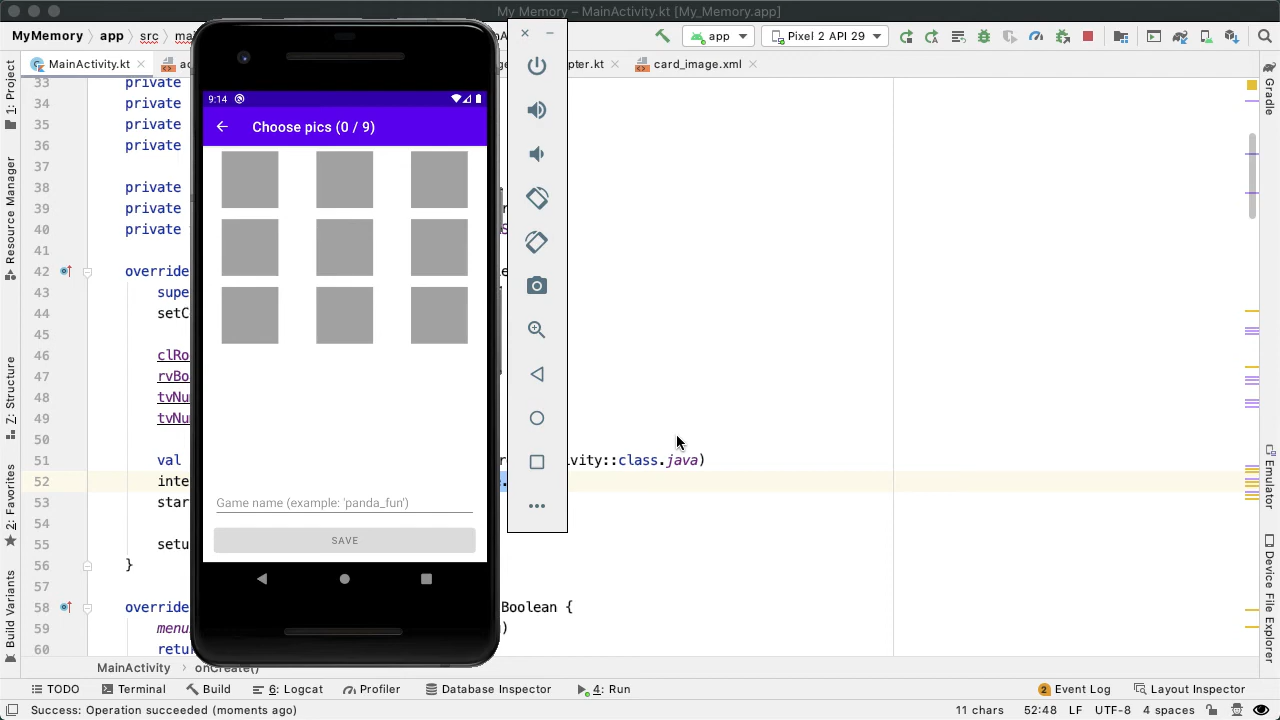 My Memory – MainActivity.kt [My_Memory.app]
MyMemory
app
src
app
Pixel 2 API 29
MainActivity.kt
pter.kt
card_image.xml
33 private
34 private
35 private
36 private
37
38 private
39 private
40 private
41
42 override
43 supe
44 setC
45
46 clRo
47 rvBo
48 tvNu
49 tvNu
50
51 val
ivity::class.java)
52 inte
53 star
54
55 setu
56 }
57
58 override
Boolean {
59 menu
)
60 retur
9:14
Choose pics (0 / 9)
Game name (example: 'panda_fun')
SAVE
1: Project
Resource Manager
Z: Structure
2: Favorites
Build Variants
Gradle
Emulator
Device File Explorer
MainActivity
onCreate()
TODO
Terminal
Build
6: Logcat
Profiler
Database Inspector
4: Run
2 Event Log
Layout Inspector
Success: Operation succeeded (moments ago)
11 chars
52:48
LF
UTF-8
4 spaces